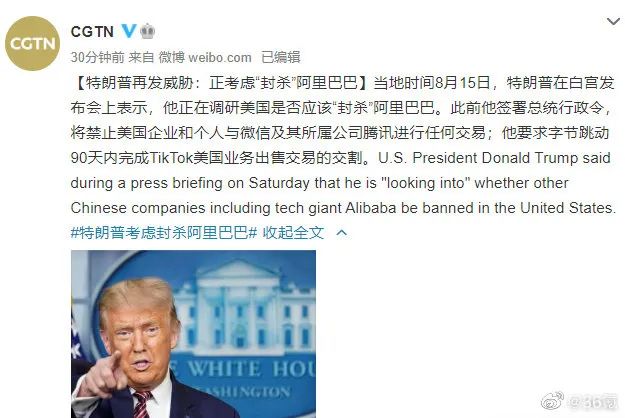 CGTN
CGTN
30分钟前 来自 微博 weibo.com 已编辑
【特朗普再发威胁：正考虑“封杀”阿里巴巴】当地时间8月15日，特朗普在白宫发
布会上表示，他正在调研美国是否应该“封杀”阿里巴巴。此前他签署总统行政令，
将禁止美国企业和个人与微信及其所属公司腾讯进行任何交易；他要求字节跳动
90天内完成TikTok美国业务出售交易的交割。U.S. President Donald Trump said
during a press briefing on Saturday that he is "looking into" whether other
Chinese companies including tech giant Alibaba be banned in the United States.
#特朗普考虑封杀阿里巴巴# 收起全文
WHITE HOU
WASHINGTON
@36氪